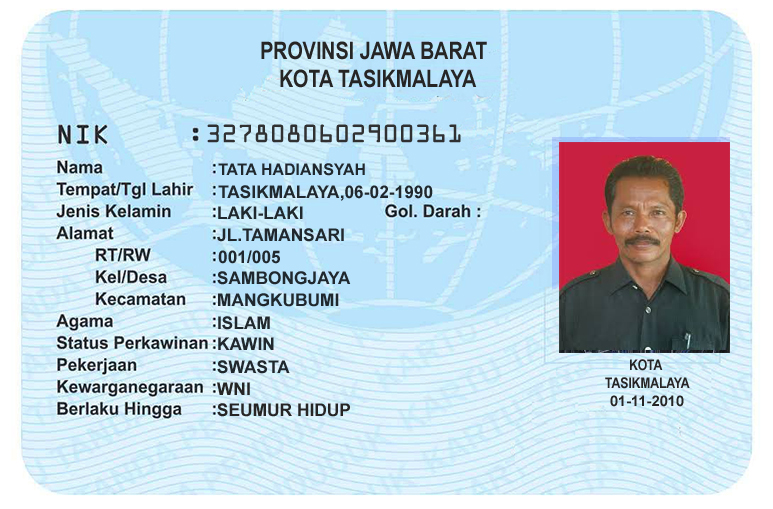 PROVINSI JAWA BARAT
KOTA TASIKMALAYA
NIK :3278080602900361
Nama :TATA HADIANSYAH
Tempat/Tgl Lahir :TASIKMALAYA,06-02-1990
Jenis Kelamin :LAKI-LAKI Gol. Darah :
Alamat :JL.TAMANSARI
RT/RW :001/005
Kel/Desa :SAMBONGJAYA
Kecamatan :MANGKUBUMI
Agama :ISLAM
Status Perkawinan :KAWIN
Pekerjaan :SWASTA
Kewarganegaraan :WNI
Berlaku Hingga :SEUMUR HIDUP
KOTA
TASIKMALAYA
01-11-2010